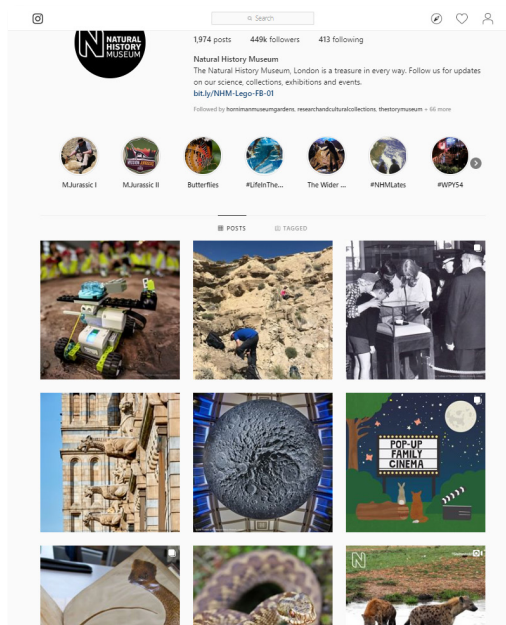 Search
NATURAL
HISTORY
MUSEUM
1,974 posts 449k followers 413 following
Natural History Museum
The Natural History Museum, London is a treasure in every way. Follow us for updates
on our science, collections, exhibitions and events.
bit.ly/NHM-Lego-FB-01
Followed by hornimanmuseumgardens, researchandculturalcollections, thestorymuseum + 66 more
MJurassic I MJurassic II Butterflies #LifeInThe... The Wider ... #NHMLates #WPY54
POSTS TAGGED
POP-UP
FAMILY
CINEMA